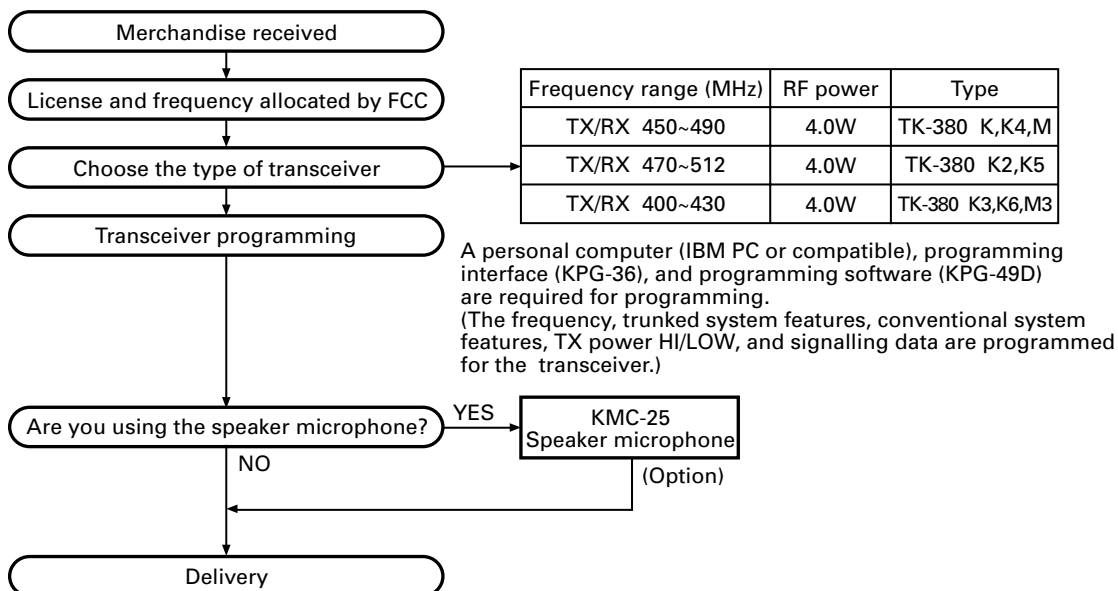 Merchandise received
License and frequency allocated by FCC
Choose the type of transceiver
Frequency range (MHz) RF power Type
TX/RX 450~490 4.0W TK-380 K,K4,M
TX/RX 470~512 4.0W TK-380 K2,K5
TX/RX 400~430 4.0W TK-380 K3,K6,M3
Transceiver programming
A personal computer (IBM PC or compatible), programming
interface (KPG-36), and programming software (KPG-49D)
are required for programming.
(The frequency, trunked system features, conventional system
features, TX power HI/LOW, and signalling data are programmed
for the transceiver.)
Are you using the speaker microphone?
YES
KMC-25
Speaker microphone
(Option)
NO
Delivery